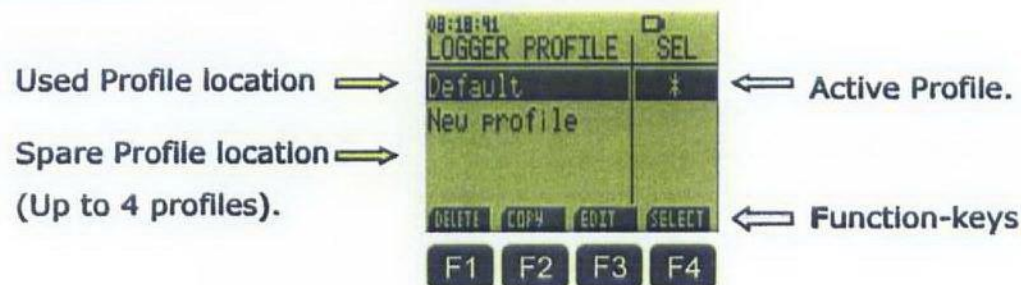 08:18:41
LOGGER PROFILE SEL
Used Profile location
Default *
Active Profile.
New profile
Spare Profile location
(Up to 4 profiles).
DELETE COPY EDIT SELECT
Function-keys
F1 F2 F3 F4